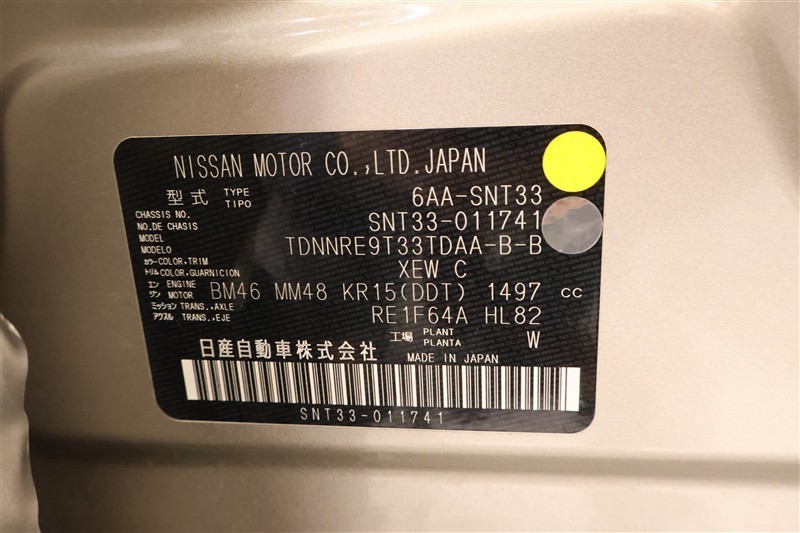 NISSAN MOTOR CO.,LTD.JAPAN
型式 TYPE TIPO 6AA-SNT33
CHASSIS NO.
NO.DE CHASIS SNT33-011741
MODEL
MODELO TDNNRE9T33TDAA-B-B
カラー COLOR,TRIM
トリム COLOR,GUARNICION XEW C
エン ENGINE
ジン MOTOR BM46 MM48 KR15(DDT) 1497 cc
ミッション TRANS.,AXLE
アクスル TRANS.,EJE RE1F64A HL82
工場 PLANT PLANTA W
日産自動車株式会社 MADE IN JAPAN
SNT33-011741